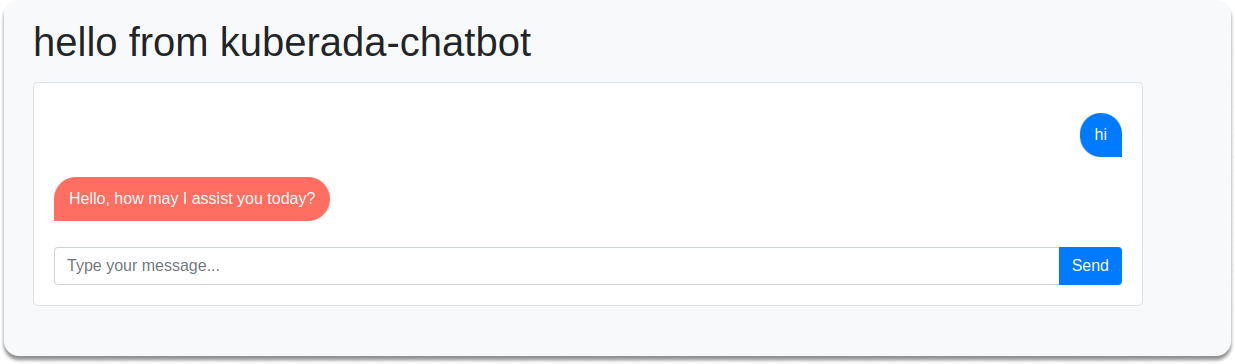 hello from kuberada-chatbot
hi
Hello, how may I assist you today?
Type your message...
Send